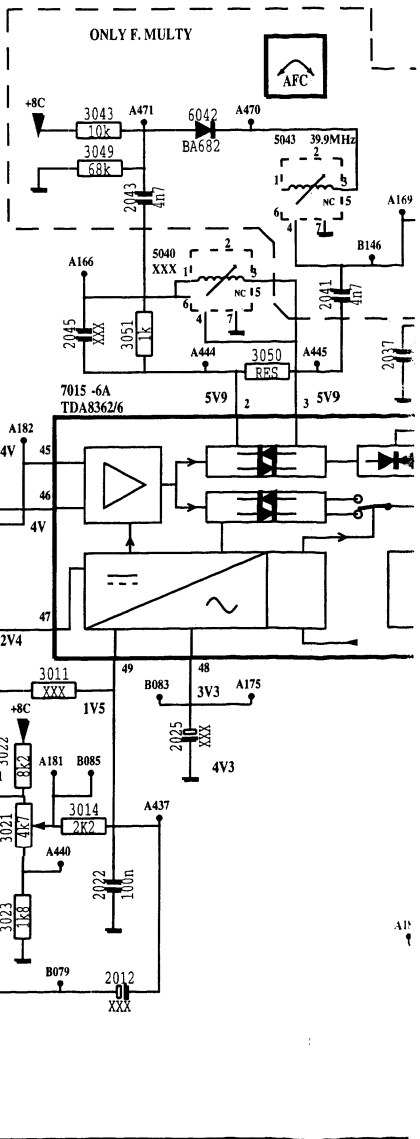 ONLY F. MULTY
AFC
+8C
3043
10k
A471
6042
BA682
A470
5043 39.9MHz
3049
68k
2043
4n7
2
1
3
NC
5
6
4
7
A169
B146
A166
5040
XXX
2
1
3
NC
5
6
4
7
2041
4n7
2045
XXX
3051
1k
A444
3050
RES
A445
2037
7015 -6A
TDA8362/6
5V9
2
3
5V9
A182
4V
45
46
4V
47
2V4
49
48
3011
XXX
1V5
B083
3V3
A175
+8C
2025
XXX
4V3
3022
8K2
A181
B085
3021
4k7
3014
2K2
A437
A440
2022
100n
3023
1k8
B079
2012
XXX